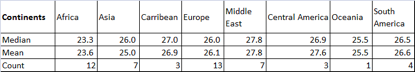 Continents Africa Asia Carribean Europe Middle East Central America Oceania South America
Median 23.3 26.0 27.0 26.0 27.8 26.9 25.5 26.5
Mean 23.6 25.0 26.9 26.1 27.8 27.6 25.5 26.6
Count 12 7 3 13 7 3 1 4